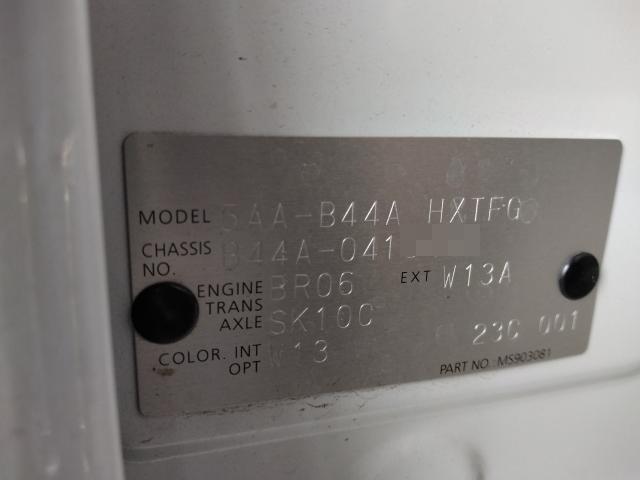 MODEL 5AA-B44A HXTFG
CHASSIS NO. B44A-041
ENGINE BR06 EXT W13A
TRANS AXLE SK10C 23C 001
COLOR. INT OPT W13
PART NO : MS903081